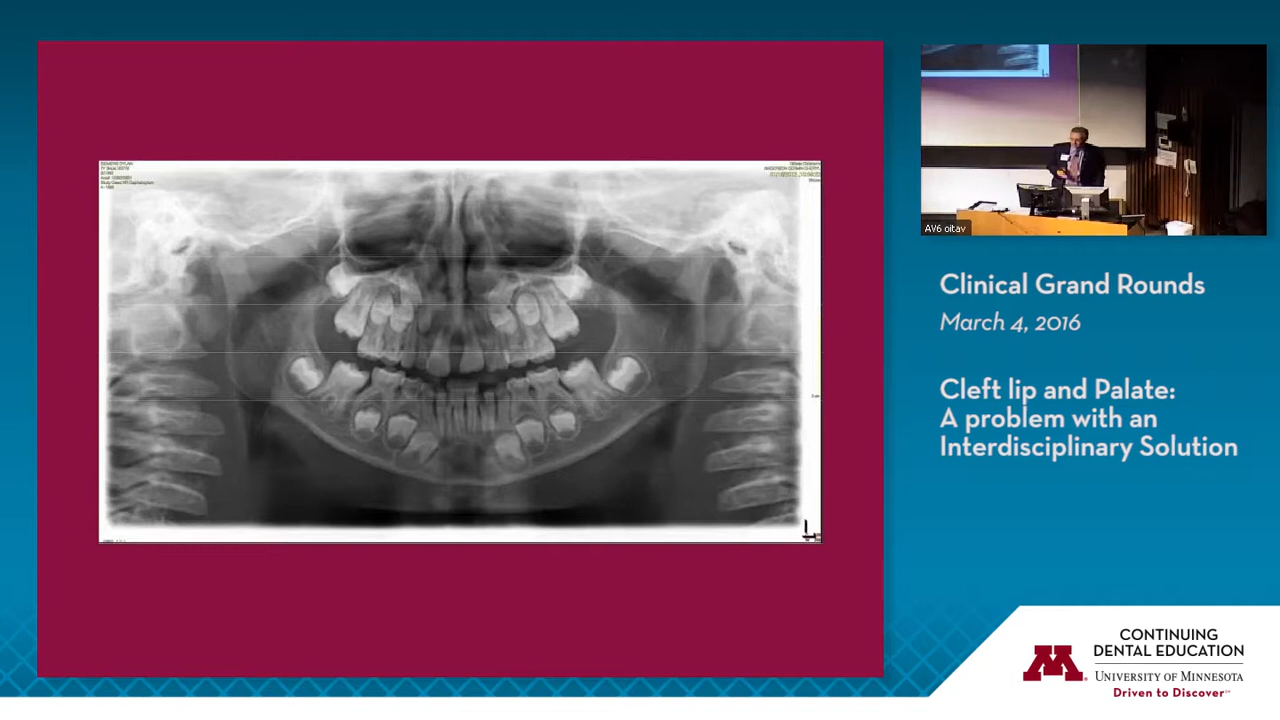 AV6 oitav
Clinical Grand Rounds
March 4, 2016
Cleft lip and Palate:
A problem with an
Interdisciplinary Solution
M
CONTINUING
DENTAL EDUCATION
UNIVERSITY OF MINNESOTA
Driven to Discover℠